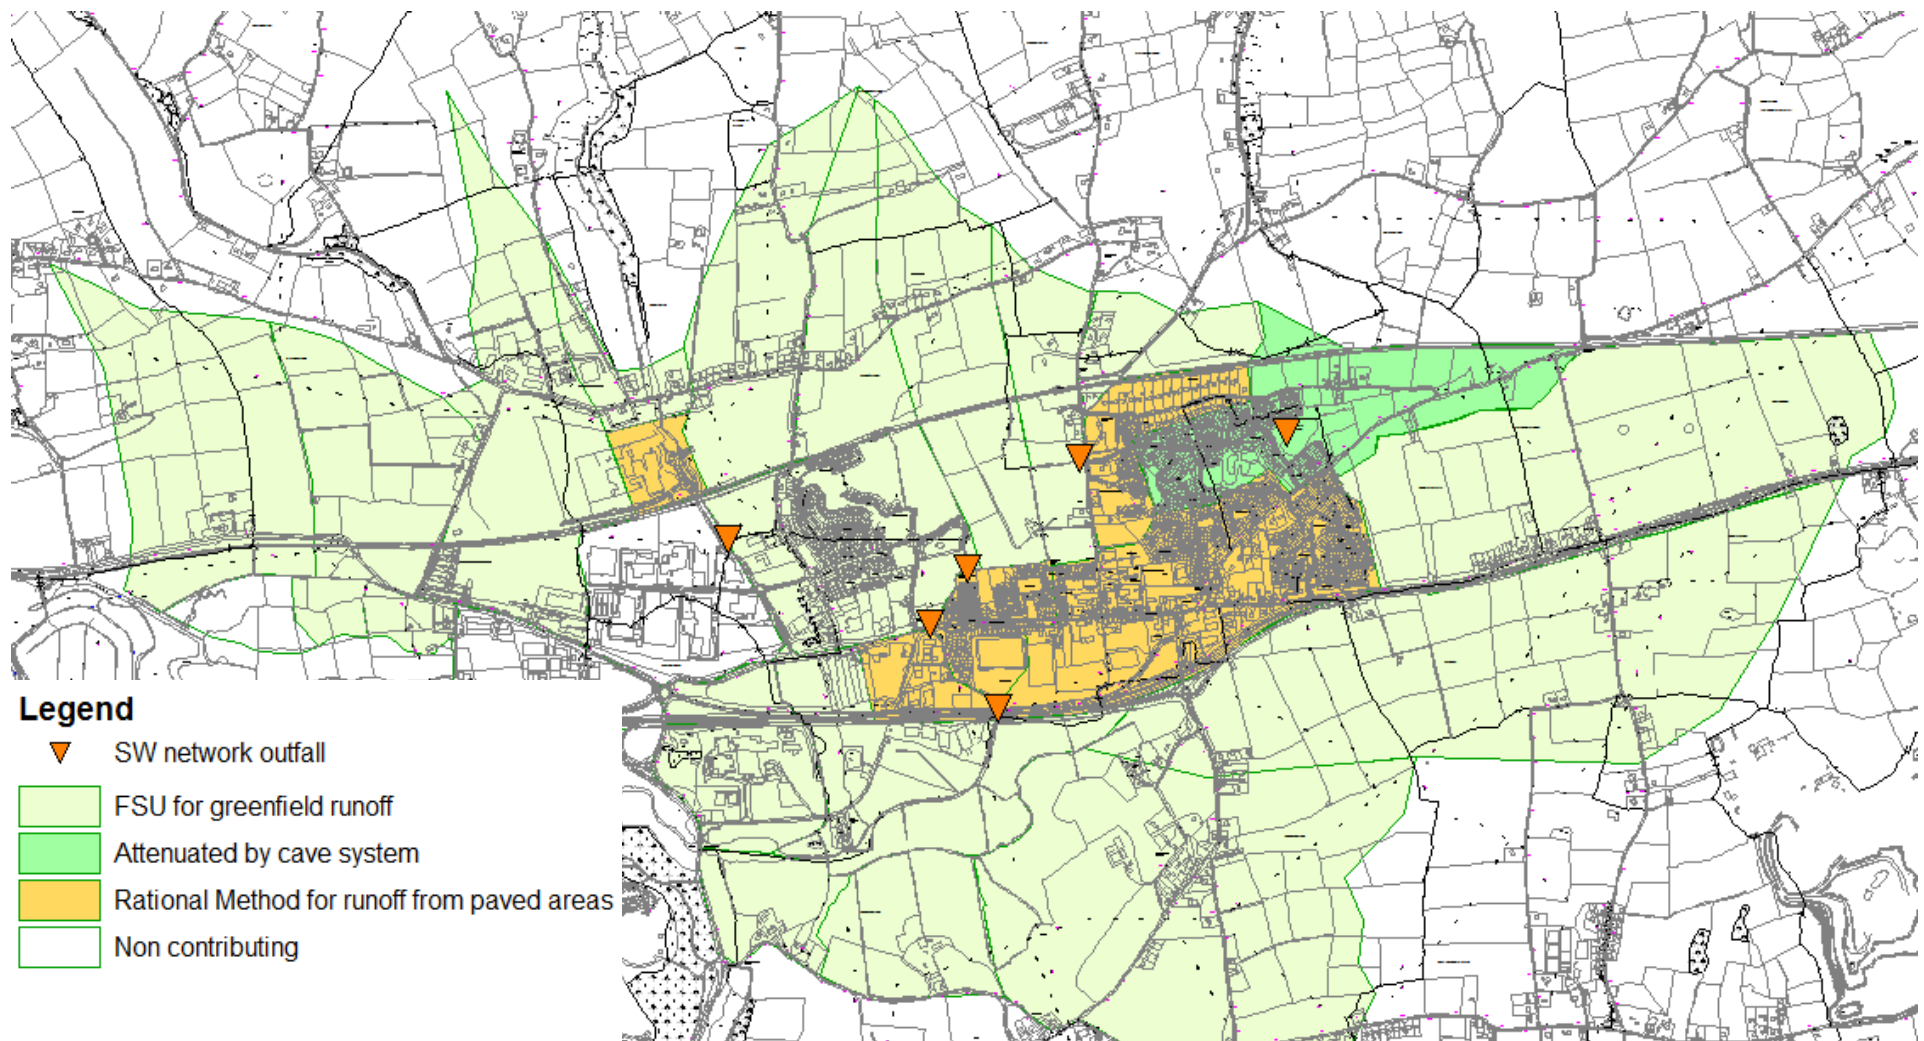 Legend
SW network outfall
FSU for greenfield runoff
Attenuated by cave system
Rational Method for runoff from paved areas
Non contributing